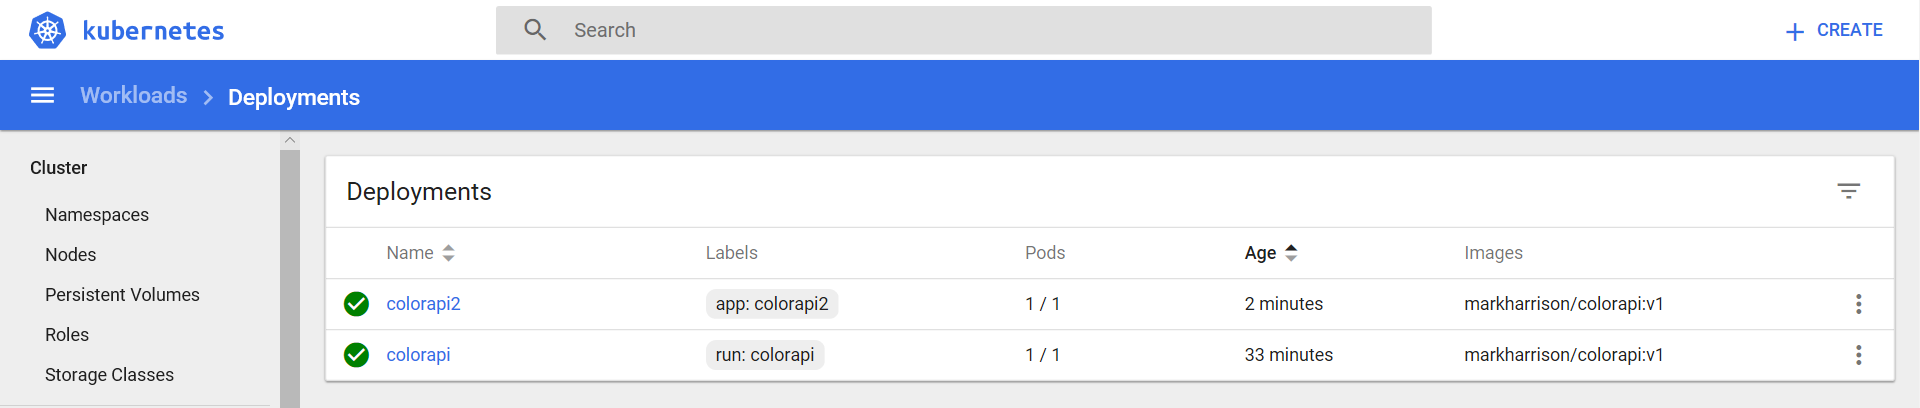 kubernetes
Search
+ CREATE
Workloads > Deployments
Cluster
Namespaces
Nodes
Persistent Volumes
Roles
Storage Classes
Deployments
Name Labels Pods Age Images
colorapi2 app: colorapi2 1 / 1 2 minutes markharrison/colorapi:v1
colorapi run: colorapi 1 / 1 33 minutes markharrison/colorapi:v1